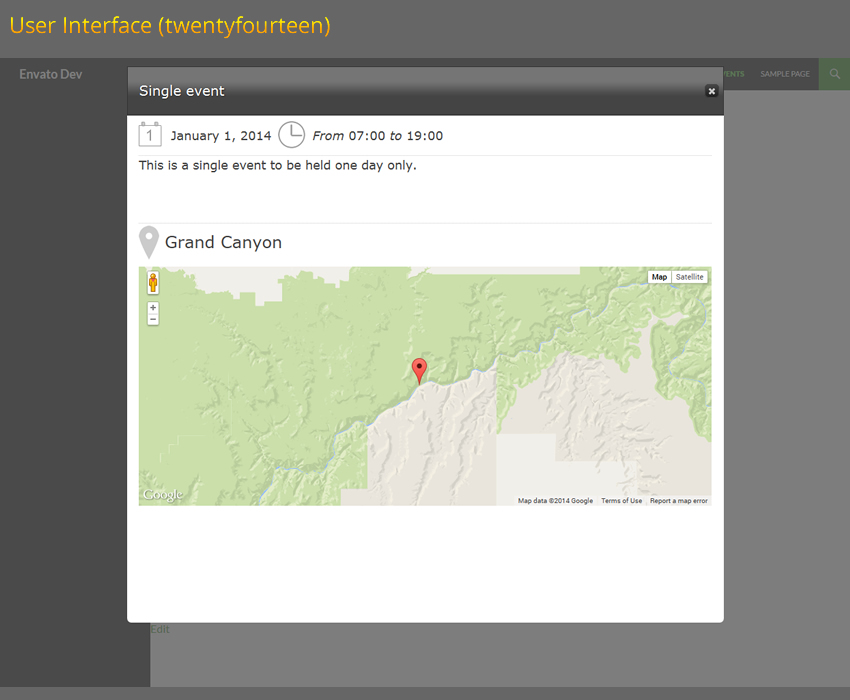 User Interface (twentyfourteen)
Envato Dev
ENTS SAMPLE PAGE
Single event
1 January 1, 2014 From 07:00 to 19:00
This is a single event to be held one day only.
Grand Canyon
Map Satellite
+
−
Google
Map data ©2014 Google Terms of Use Report a map error
Edit